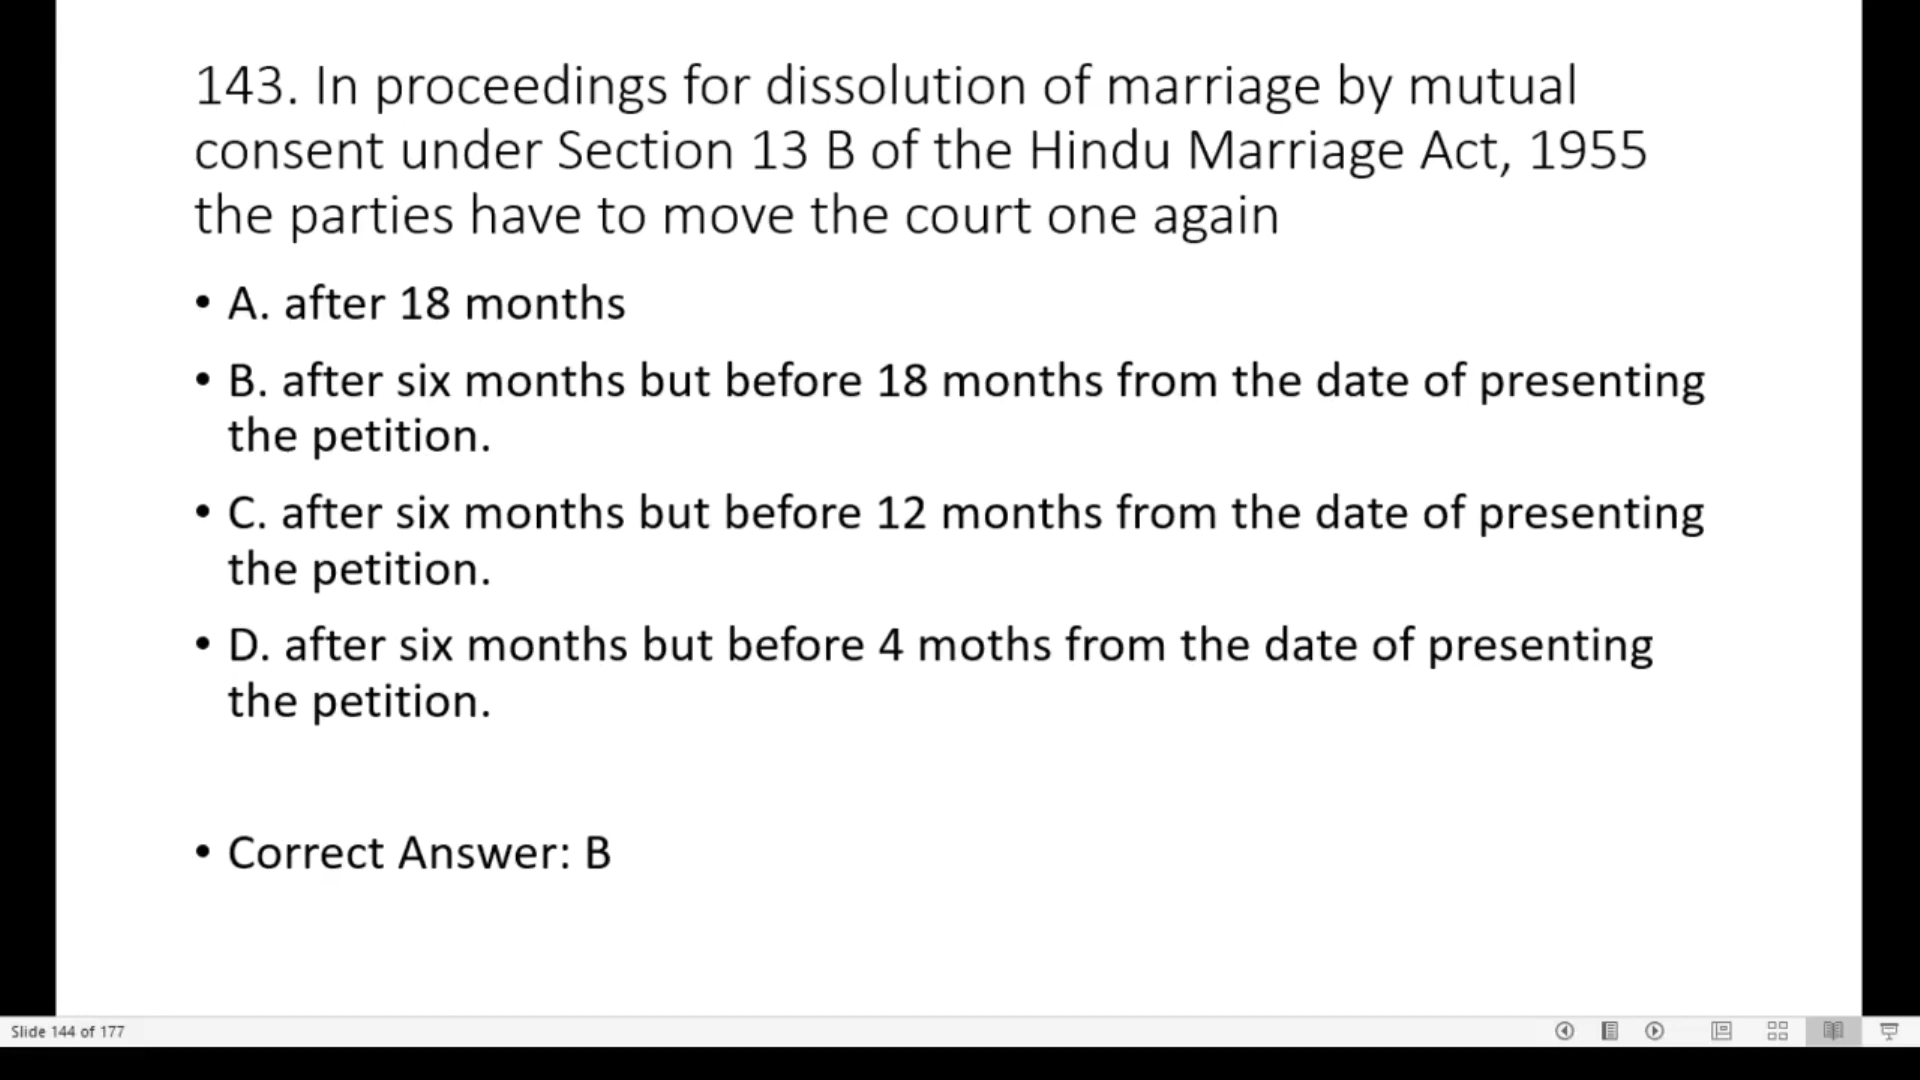 143. In proceedings for dissolution of marriage by mutual
consent under Section 13 B of the Hindu Marriage Act, 1955
the parties have to move the court one again
• A. after 18 months
• B. after six months but before 18 months from the date of presenting
the petition.
• C. after six months but before 12 months from the date of presenting
the petition.
• D. after six months but before 4 moths from the date of presenting
the petition.
• Correct Answer: B
Slide 144 of 177